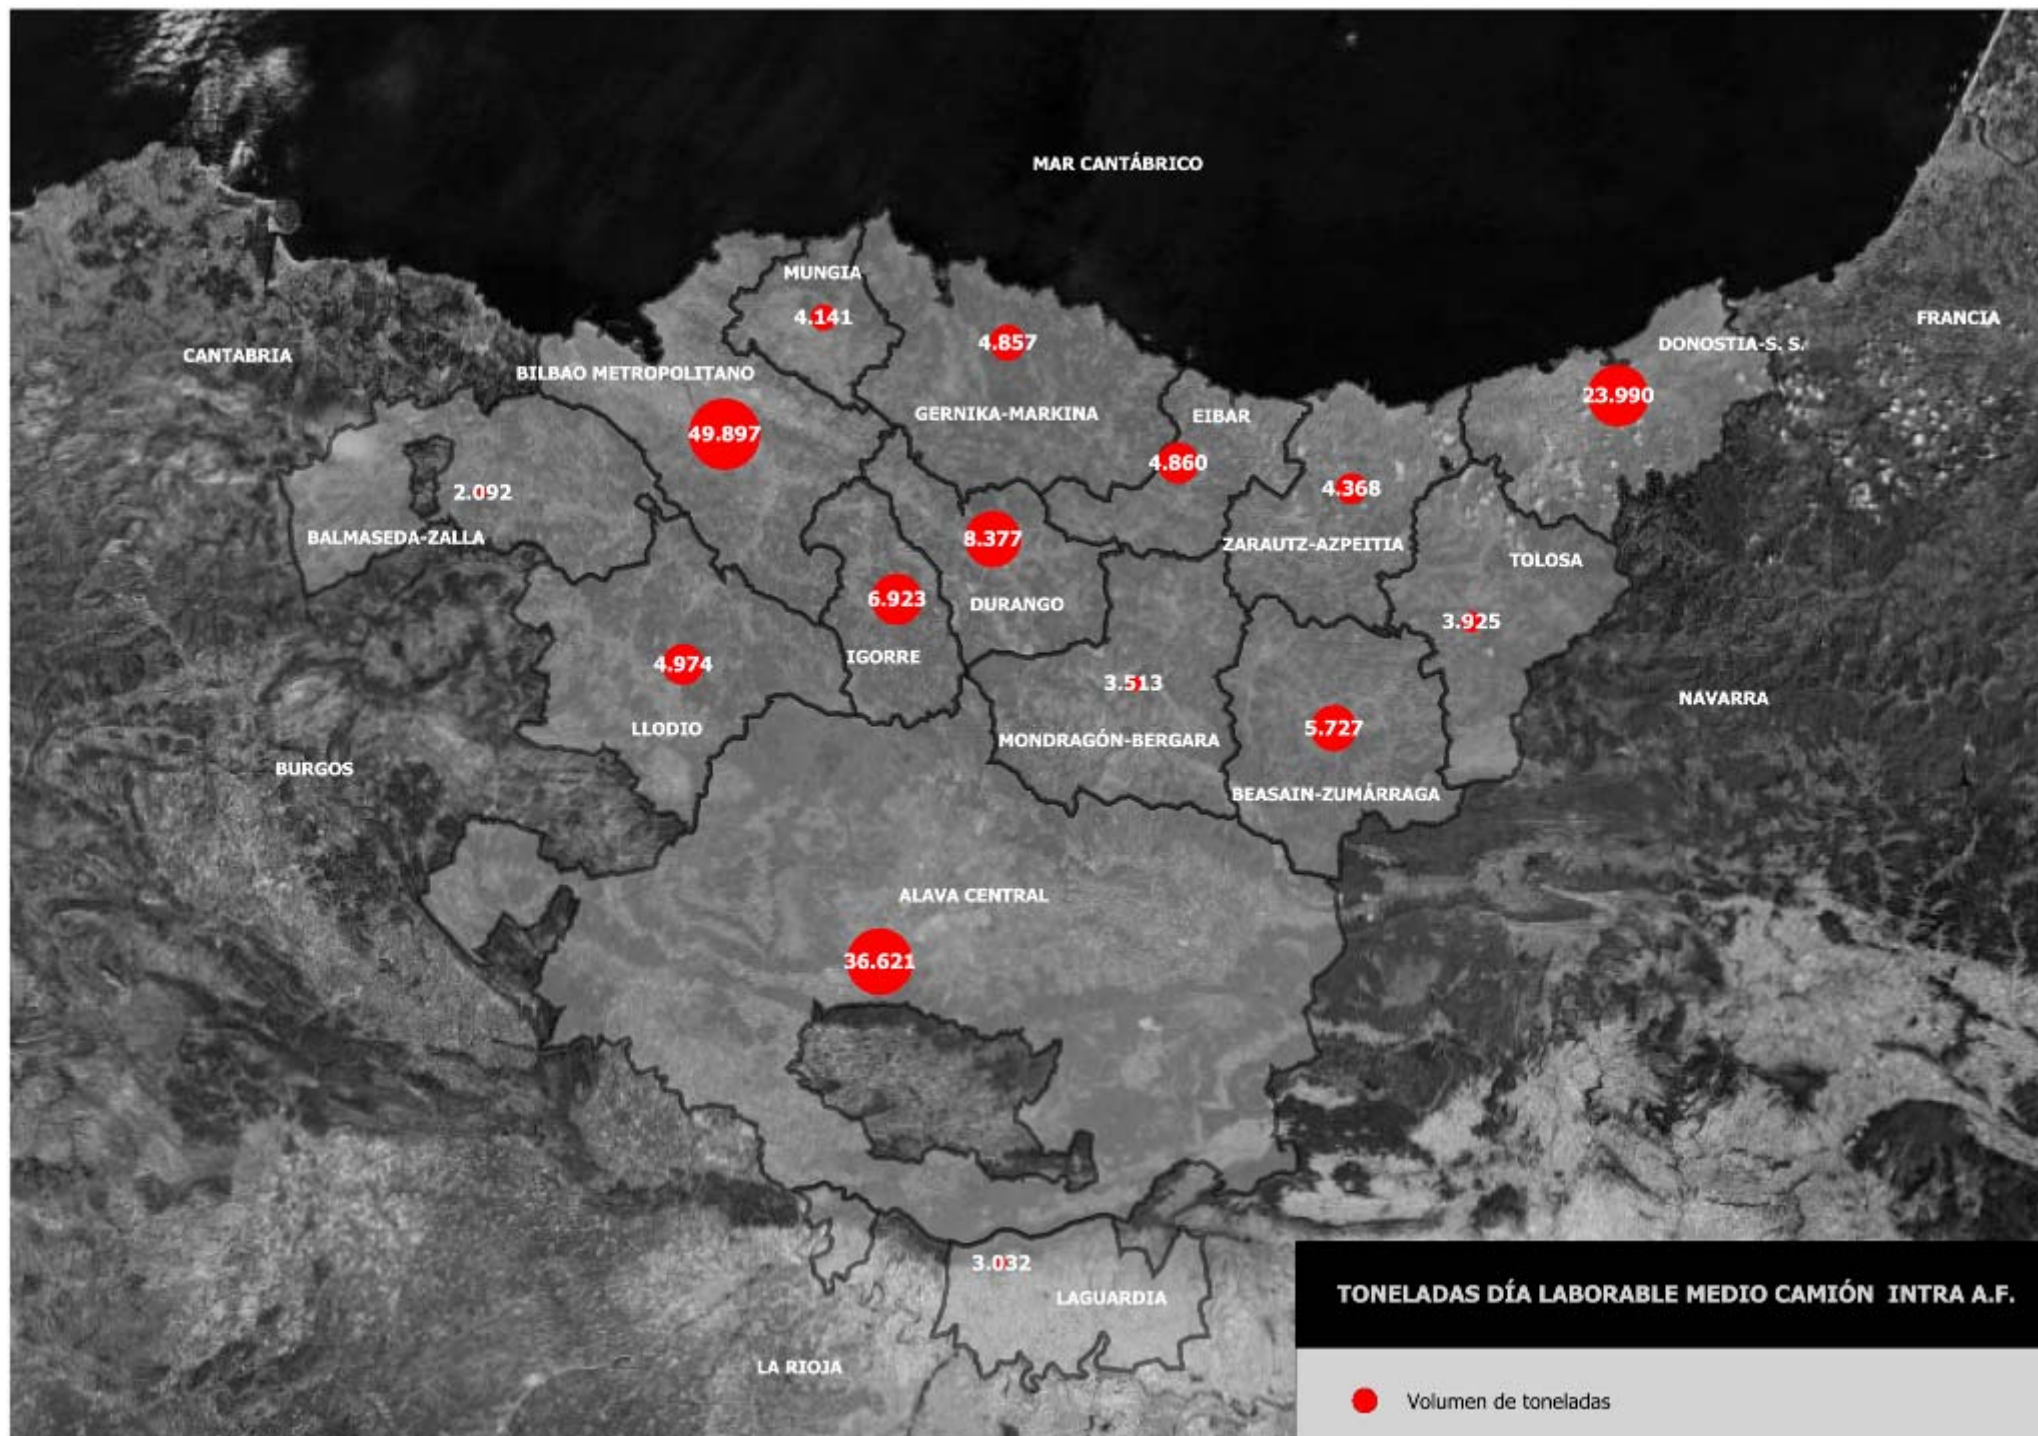 MAR CANTÁBRICO
MUNGIA
4.141
FRANCIA
4.857
DONOSTIA-S. S.
CANTABRIA
BILBAO METROPOLITANO
23.990
GERNIKA-MARKINA
EIBAR
49.897
4.860
4.368
2.092
BALMASEDA-ZALLA
8.377
ZARAUTZ-AZPEITIA
TOLOSA
6.923
DURANGO
3.925
IGORRE
4.974
3.513
NAVARRA
LLODIO
5.727
MONDRAGÓN-BERGARA
BURGOS
BEASAIN-ZUMÁRRAGA
ALAVA CENTRAL
36.621
3.032
LAGUARDIA
LA RIOJA
TONELADAS DÍA LABORABLE MEDIO CAMIÓN INTRA A.F.
Volumen de toneladas